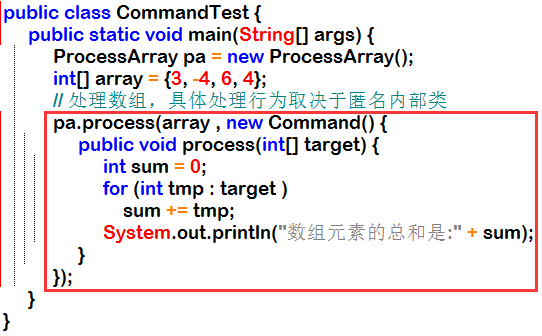 public class CommandTest {
public static void main(String[] args) {
ProcessArray pa = new ProcessArray();
int[] array = {3, -4, 6, 4};
// 处理数组，具体处理行为取决于匿名内部类
pa.process(array , new Command() {
public void process(int[] target) {
int sum = 0;
for (int tmp : target )
sum += tmp;
System.out.println("数组元素的总和是:" + sum);
}
});
}
}